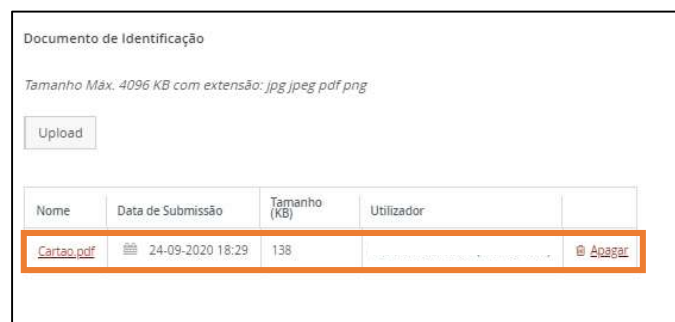 Documento de Identificação
Tamanho Máx. 4096 KB com extensão: jpg jpeg pdf png
Upload
Nome Data de Submissão Tamanho (KB) Utilizador
Cartao.pdf 24-09-2020 18:29 138 Apagar